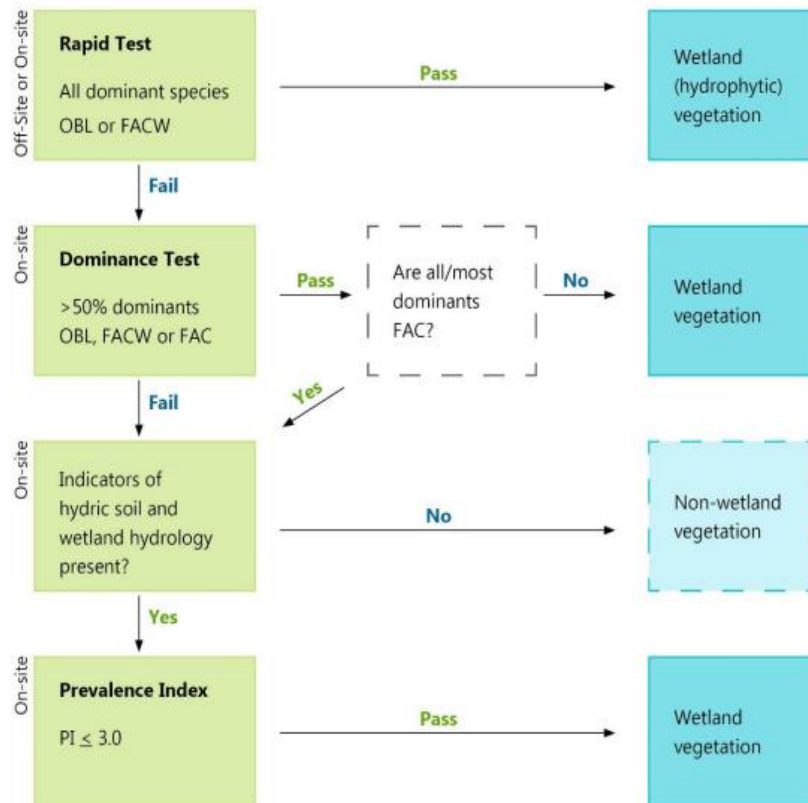 Off-Site or On-site
Rapid Test
All dominant species
OBL or FACW
Pass
Wetland
(hydrophytic)
vegetation
Fail
On-site
Dominance Test
>50% dominants
OBL, FACW or FAC
Pass
Are all/most
dominants
FAC?
No
Wetland
vegetation
Fail
Yes
On-site
Indicators of
hydric soil and
wetland hydrology
present?
No
Non-wetland
vegetation
Yes
On-site
Prevalence Index
PI ≤ 3.0
Pass
Wetland
vegetation